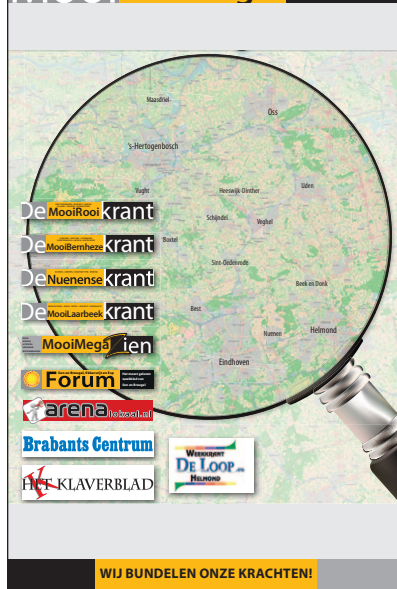 Maasdriel
Oss
's-Hertogenbosch
Vught
Heeswijk-Dinther
Uden
Schijndel
Veghel
Boxtel
Sint-Oedenrode
Beek en Donk
Best
Nuenen
Helmond
Eindhoven
De MooiRooi krant
De MooiBernheze krant
De Nuenense krant
De MooiLaarbeek krant
MooiMega ien
Forum
arena lokaal.nl
Brabants Centrum
HET KLAVERBLAD
WEEKKRANT
DE LOOP
HELMOND
WIJ BUNDELEN ONZE KRACHTEN!